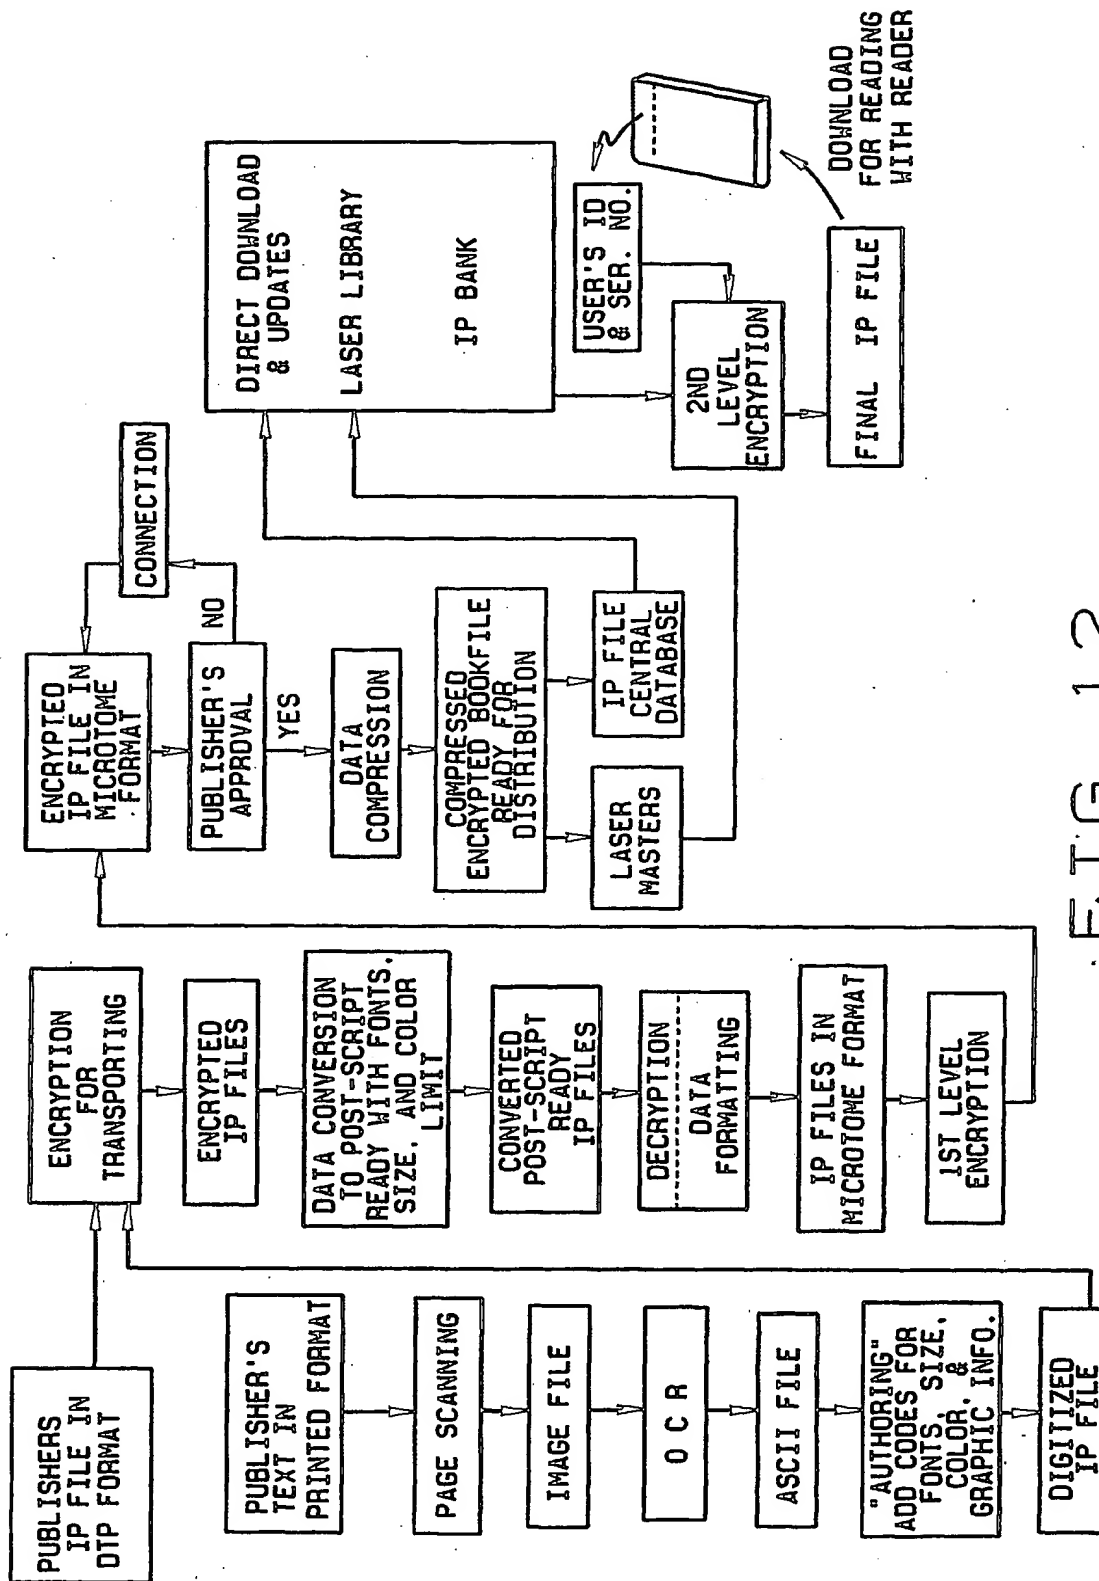 PUBLISHERS
IP FILE IN
DTP FORMAT
PUBLISHER'S
TEXT IN
PRINTED FORMAT
PAGE SCANNING
IMAGE FILE
O C R
ASCII FILE
"AUTHORING"
ADD CODES FOR
FONTS, SIZE,
COLOR, &
GRAPHIC INFO.
DIGITIZED
IP FILE
ENCRYPTION
FOR
TRANSPORTING
ENCRYPTED
IP FILES
DATA CONVERSION
TO POST-SCRIPT
READY WITH FONTS,
SIZE, AND COLOR
LIMIT
CONVERTED
POST-SCRIPT
READY
IP FILES
DECRYPTION
DATA
FORMATTING
IP FILES IN
MICROTOME FORMAT
1ST LEVEL
ENCRYPTION
ENCRYPTED
IP FILE IN
MICROTOME
FORMAT
CONNECTION
NO
PUBLISHER'S
APPROVAL
YES
DATA
COMPRESSION
COMPRESSED
ENCRYPTED BOOKFILE
READY FOR
DISTRIBUTION
LASER
MASTERS
IP FILE
CENTRAL
DATABASE
DIRECT DOWNLOAD
& UPDATES
LASER LIBRARY
IP BANK
USER'S ID
& SER. NO.
2ND
LEVEL
ENCRYPTION
FINAL IP FILE
DOWNLOAD
FOR READING
WITH READER
FIG 12